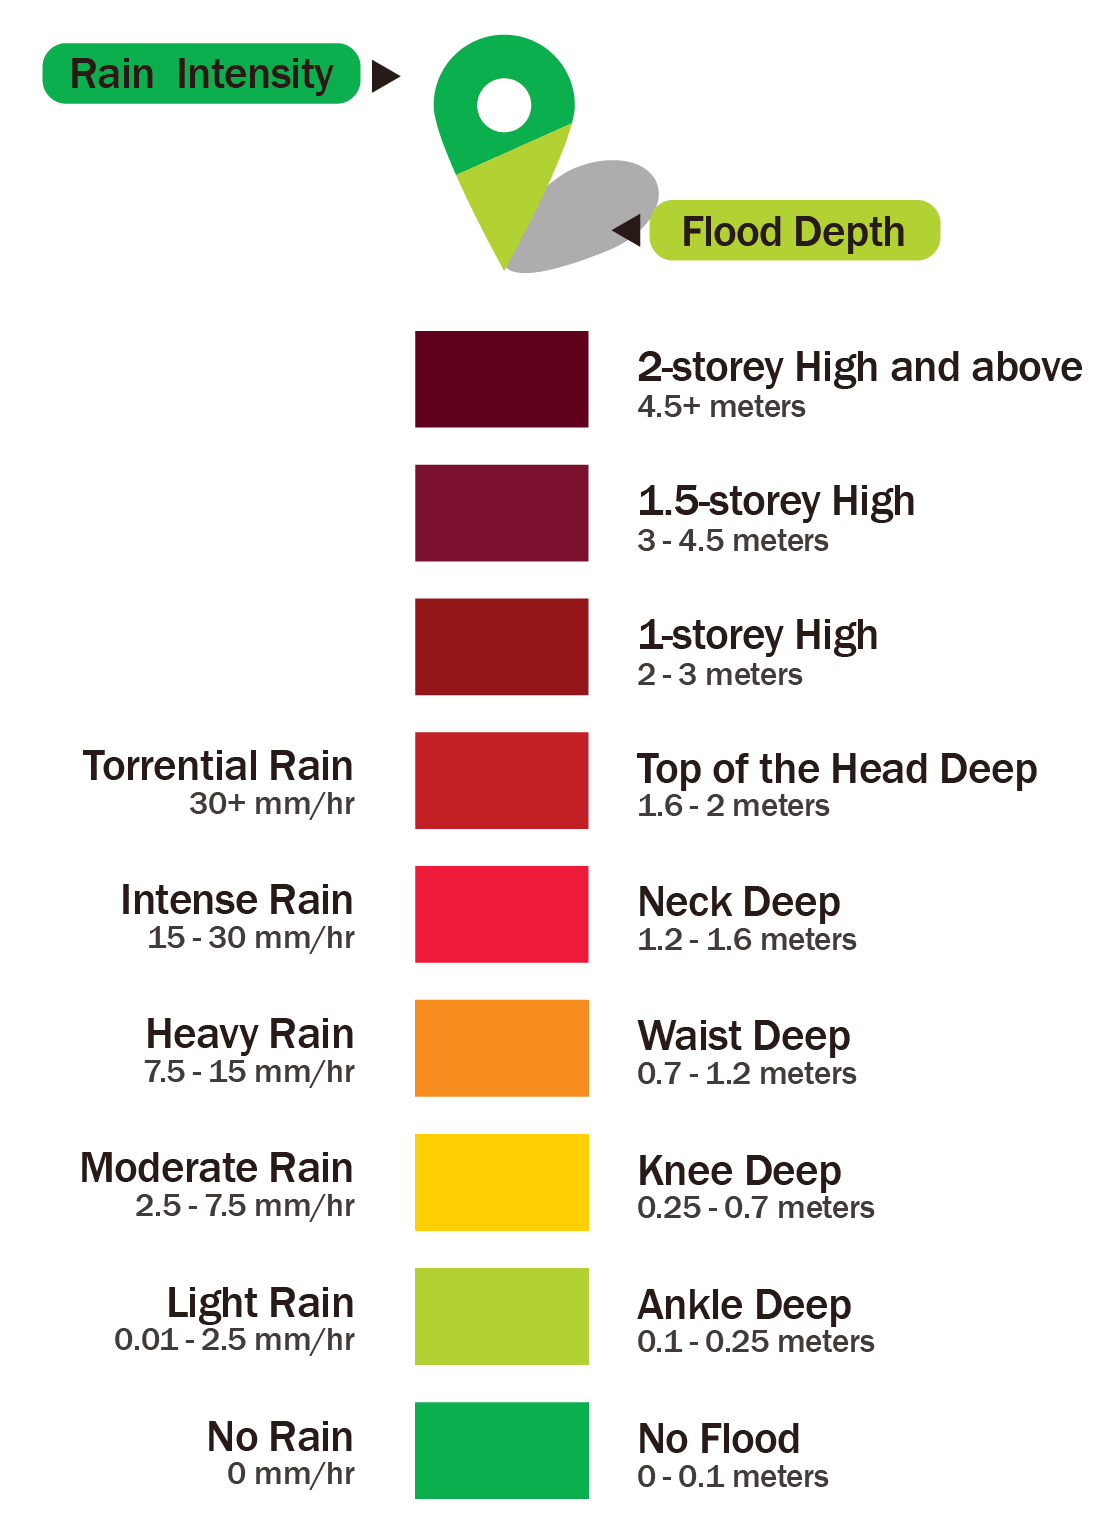 Rain Intensity
Flood Depth
2-storey High and above
4.5+ meters
1.5-storey High
3 - 4.5 meters
1-storey High
2 - 3 meters
Torrential Rain
30+ mm/hr
Top of the Head Deep
1.6 - 2 meters
Intense Rain
15 - 30 mm/hr
Neck Deep
1.2 - 1.6 meters
Heavy Rain
7.5 - 15 mm/hr
Waist Deep
0.7 - 1.2 meters
Moderate Rain
2.5 - 7.5 mm/hr
Knee Deep
0.25 - 0.7 meters
Light Rain
0.01 - 2.5 mm/hr
Ankle Deep
0.1 - 0.25 meters
No Rain
0 mm/hr
No Flood
0 - 0.1 meters